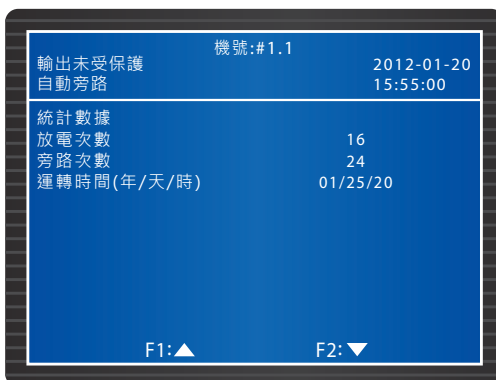 機號:#1.1
輸出未受保護 2012-01-20
自動旁路 15:55:00
統計數據
放電次數 16
旁路次數 24
運轉時間(年/天/時) 01/25/20
F1:▲ F2:▼